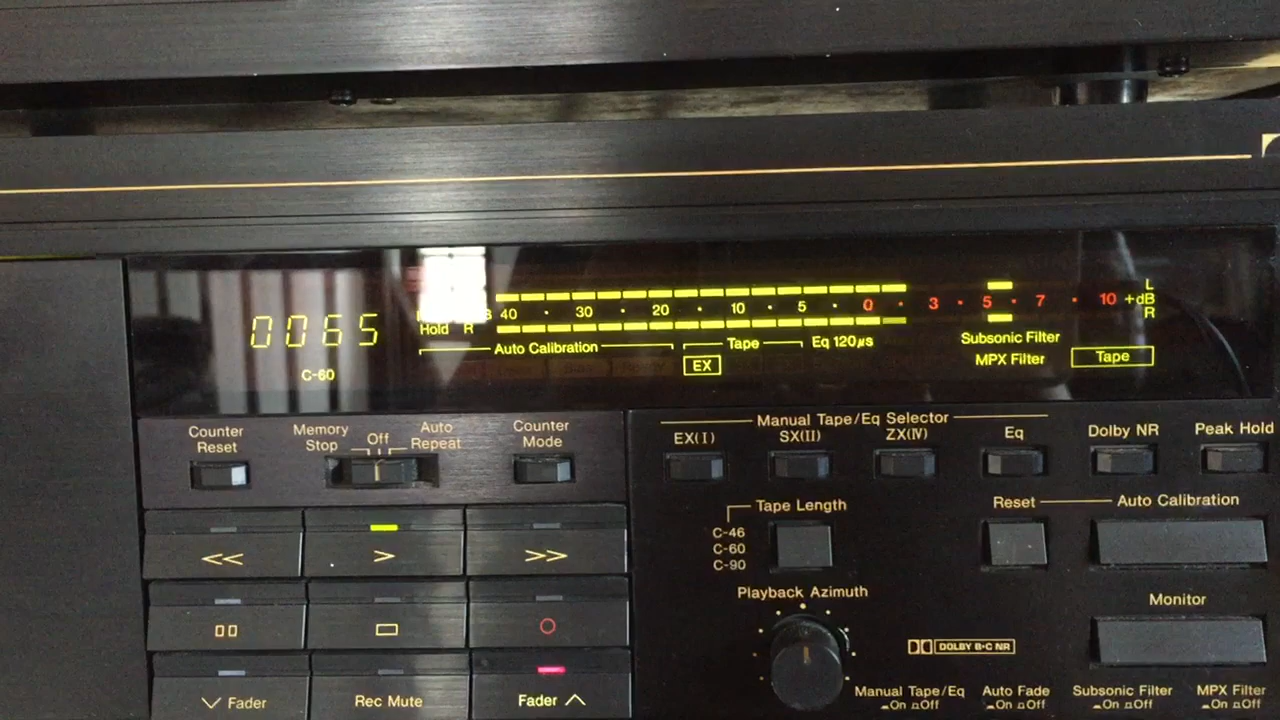 40 · 30 · 20 · 10 · 5 · 0 · 3 · 5 · 7 · 10 +dB
L
R
Hold R
0065
C-60
Auto Calibration
Tape
EX
Eq 120µs
Subsonic Filter
MPX Filter
Tape
Counter Reset
Memory Stop
Off
Auto Repeat
Counter Mode
Manual Tape/Eq Selector
EX(I)
SX(II)
ZX(IV)
Eq
Dolby NR
Peak Hold
Tape Length
C-46
C-60
C-90
Reset
Auto Calibration
<<
>
>>
Playback Azimuth
Monitor
DOLBY B·C NR
Fader
Rec Mute
Fader
Manual Tape/Eq
On Off
Auto Fade
On Off
Subsonic Filter
On Off
MPX Filter
On Off